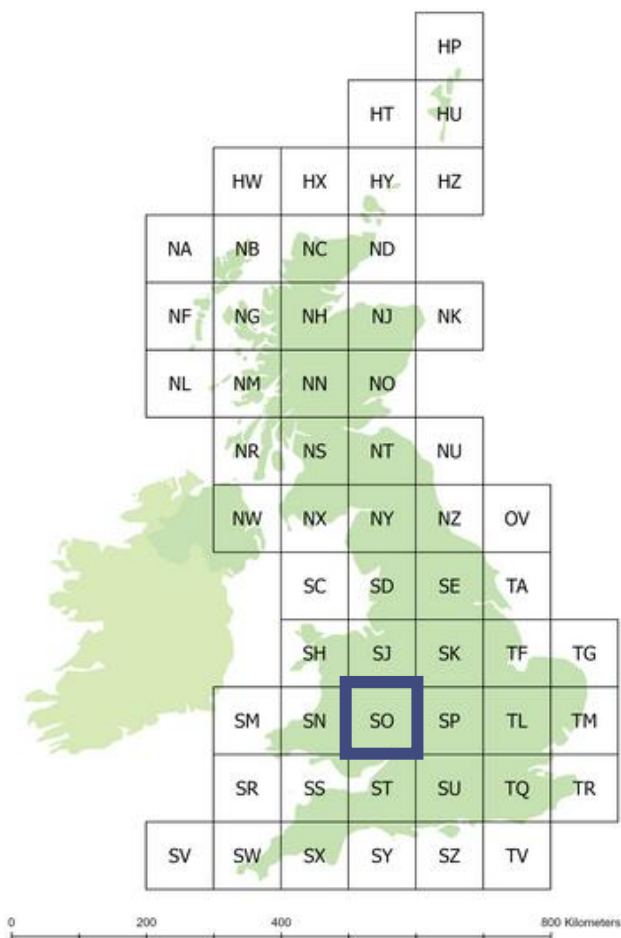 HP
HT HU
HW HX HY HZ
NA NB NC ND
NF NG NH NJ NK
NL NM NN NO
NR NS NT NU
NW NX NY NZ OV
SC SD SE TA
SH SJ SK TF TG
SM SN SO SP TL TM
SR SS ST SU TQ TR
SV SW SX SY SZ TV
0 200 400 800 Kilometers